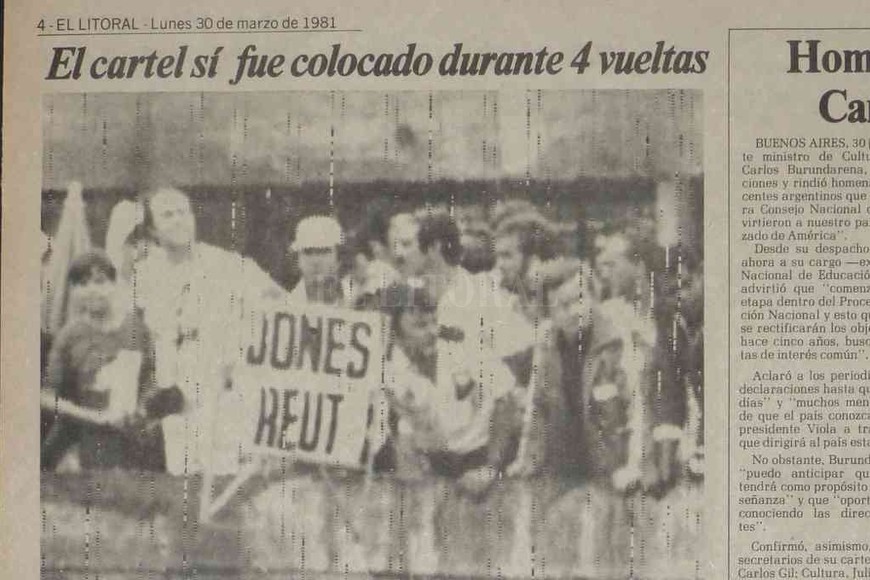 4 - EL LITORAL - Lunes 30 de marzo de 1981
El cartel sí fue colocado durante 4 vueltas
JONES
REUT
EL LITORAL
Hom
Ca
BUENOS AIRES, 30
te ministro de Cultu
Carlos Burundarena,
ciones y rindió homena
centes argentinos que
ra Consejo Nacional
virtieron a nuestro pa
zado de América".
Desde su despacho
ahora a su cargo —ex
Nacional de Educació
advirtió que "comenz
etapa dentro del Proce
ción Nacional y esto qu
se rectificarán los obje
hace cinco años, busc
tas de interés común".
Aclaró a los periodi
declaraciones hasta qu
días" y "muchos men
de que el país conozca
presidente Viola a tra
que dirigirá al país esta
No obstante, Burund
"puedo anticipar qu
tendrá como propósito
señanza" y que "oport
conociendo las direc
tes".
Confirmó, asimismo,
secretarios de su carte
Carlos Gil; Cultura, Juli